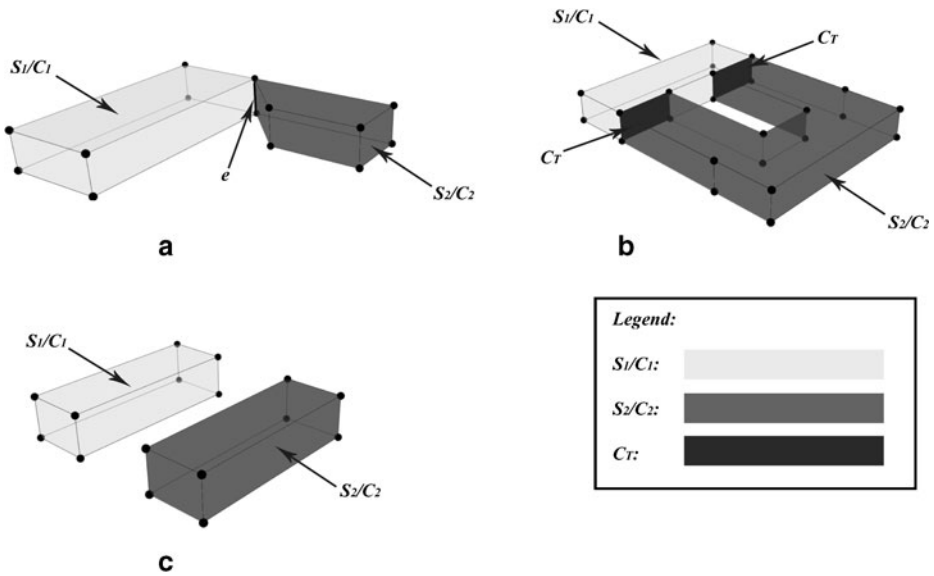 S1/C1
e
S2/C2
a
S1/C1
CT
CT
S2/C2
b
S1/C1
S2/C2
c
Legend:
S1/C1:
S2/C2:
CT: